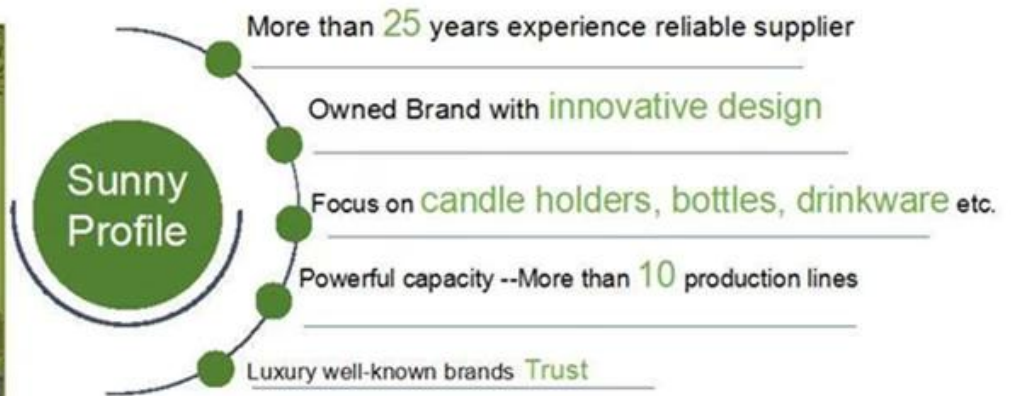 More than 25 years experience reliable supplier
Owned Brand with innovative design
Sunny
Profile
Focus on candle holders, bottles, drinkware etc.
Powerful capacity --More than 10 production lines
Luxury well-known brands Trust